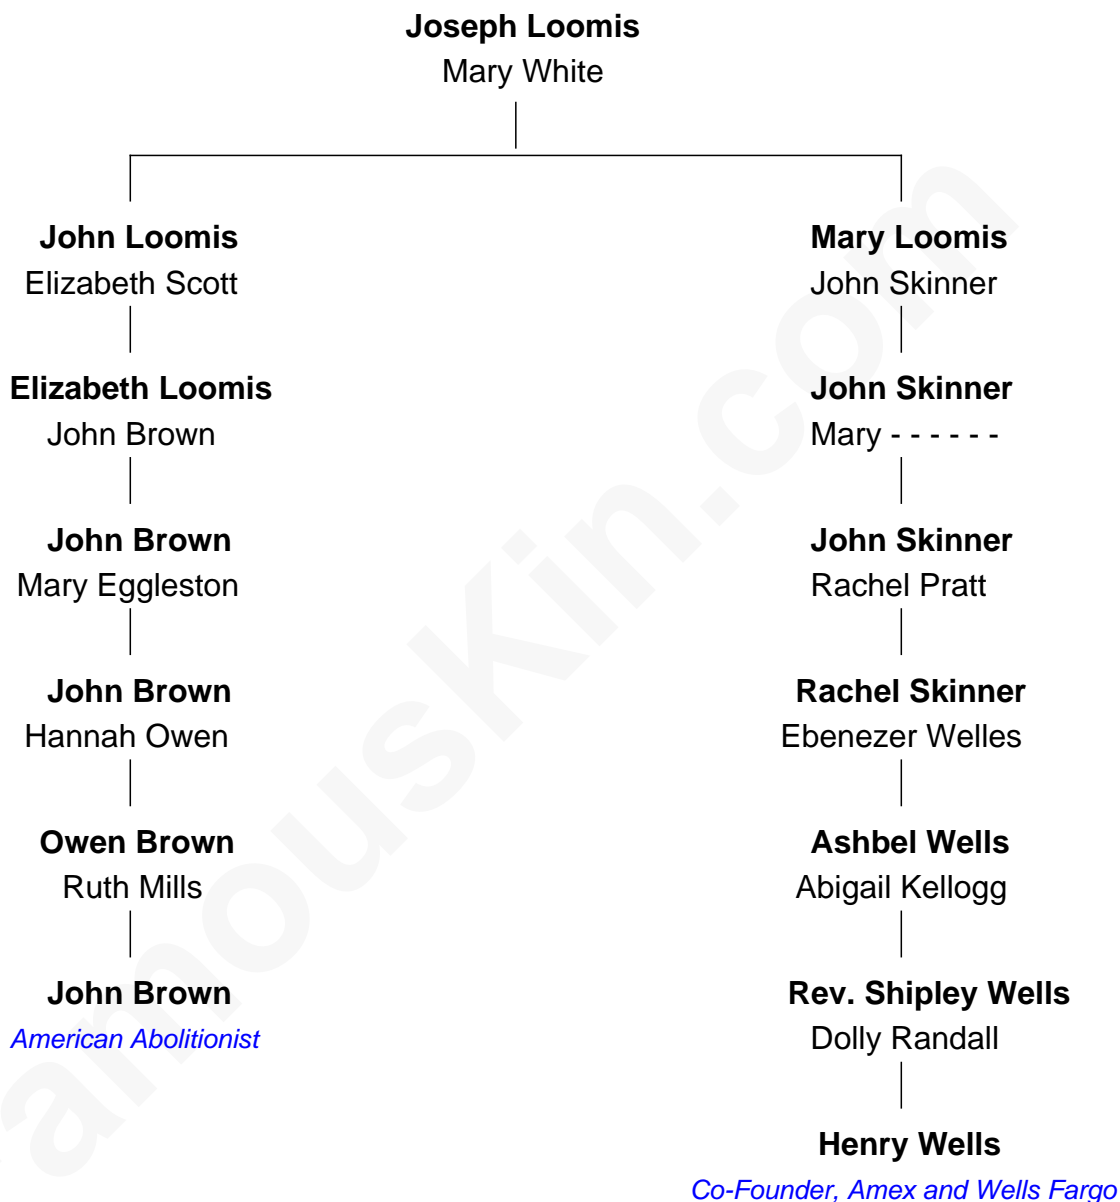 Joseph Loomis
Mary White
John Loomis
Elizabeth Scott
Mary Loomis
John Skinner
Elizabeth Loomis
John Brown
John Skinner
Mary - - - - - -
John Brown
Mary Eggleston
John Skinner
Rachel Pratt
John Brown
Hannah Owen
Rachel Skinner
Ebenezer Welles
Owen Brown
Ruth Mills
Ashbel Wells
Abigail Kellogg
John Brown
American Abolitionist
Rev. Shipley Wells
Dolly Randall
Henry Wells
Co-Founder, Amex and Wells Fargo
FamousKin.com